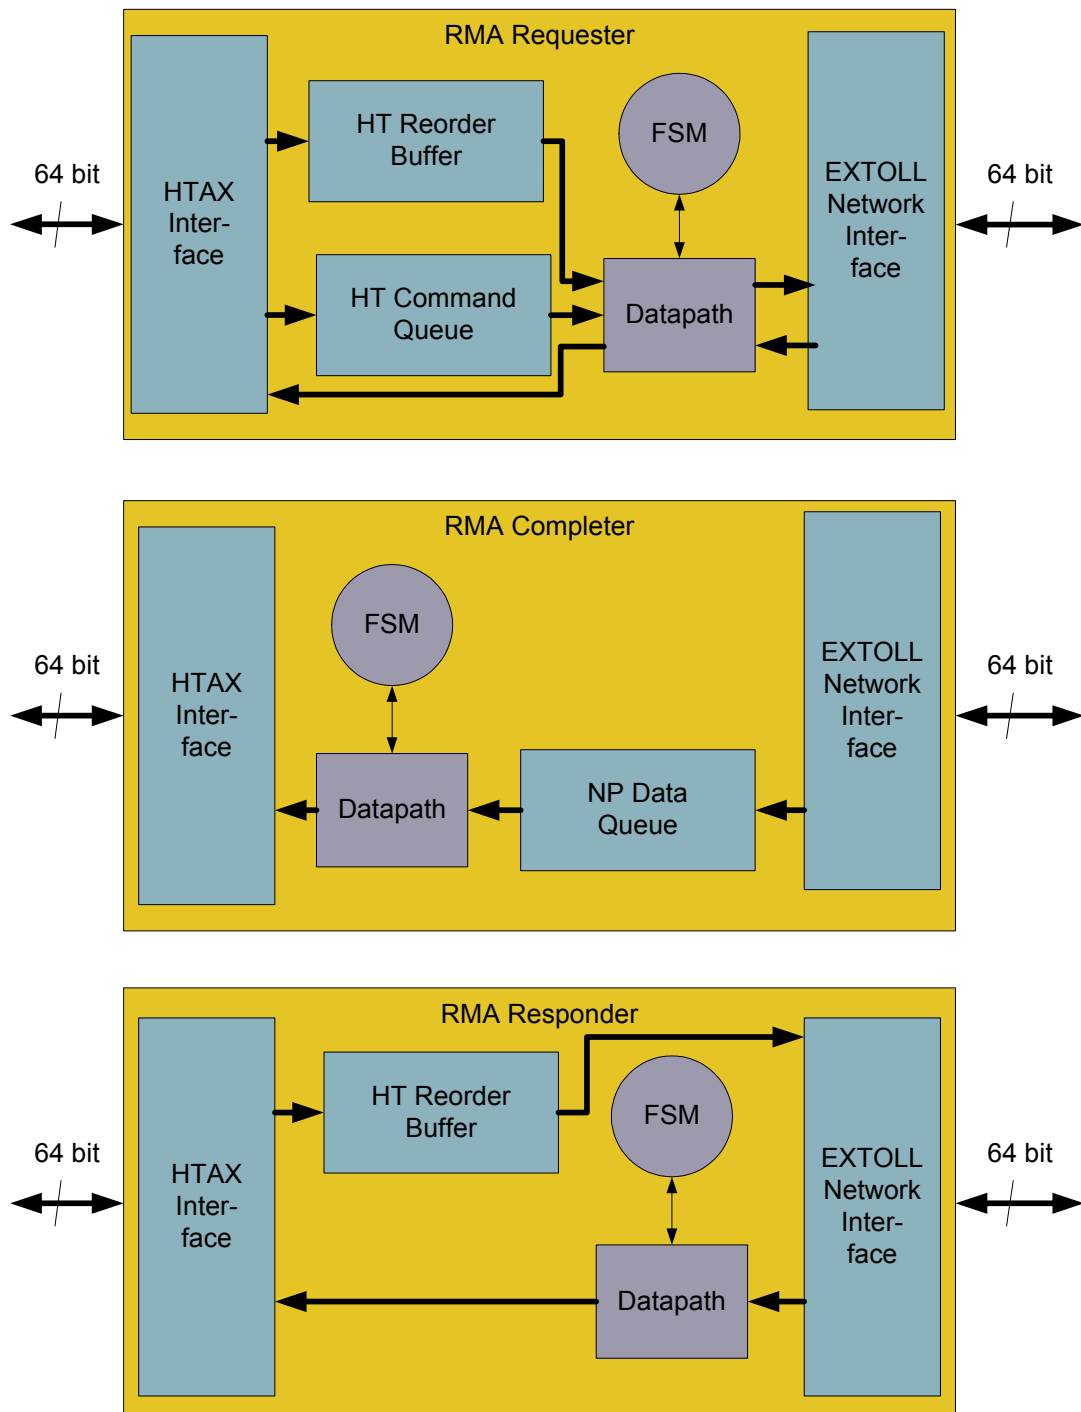 RMA Requester
HT Reorder
Buffer
FSM
64 bit
HTAX
Inter-
face
EXTOLL
Network
Inter-
face
64 bit
HT Command
Queue
Datapath
RMA Completer
FSM
64 bit
HTAX
Inter-
face
EXTOLL
Network
Inter-
face
64 bit
Datapath
NP Data
Queue
RMA Responder
HT Reorder
Buffer
FSM
64 bit
HTAX
Inter-
face
EXTOLL
Network
Inter-
face
64 bit
Datapath